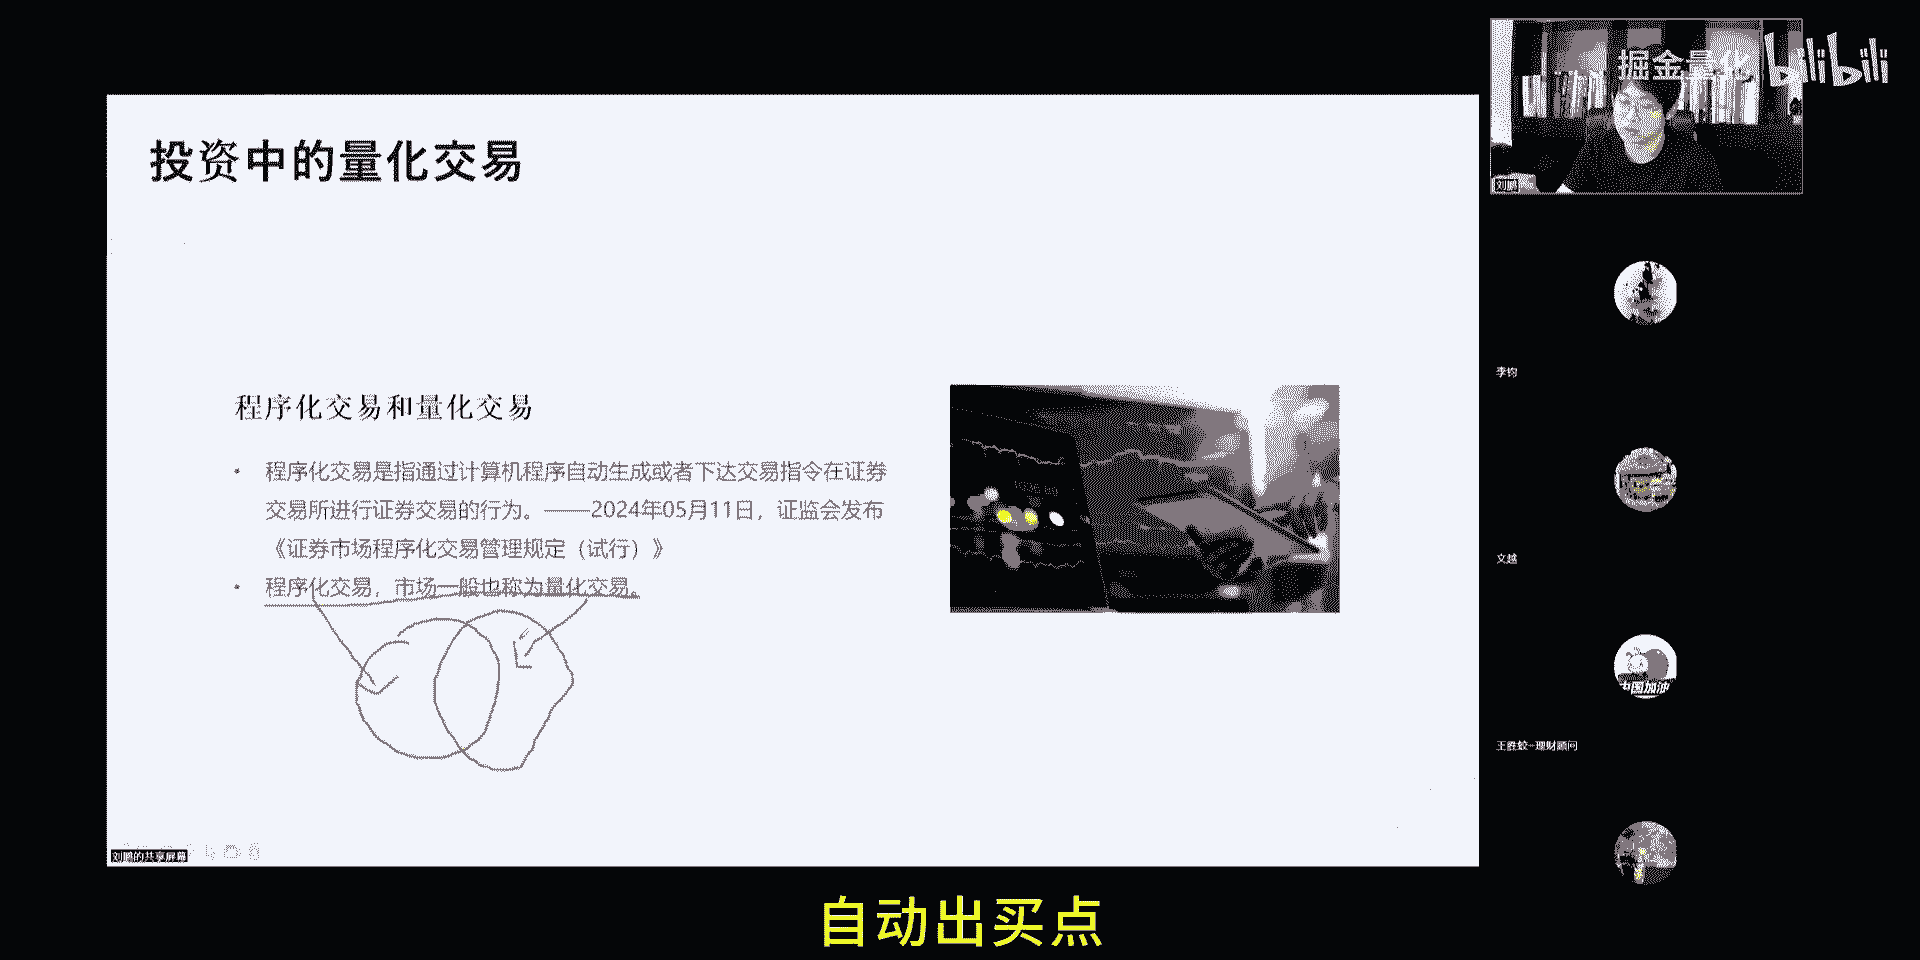 掘金量化 bilibili
刘鹏
投资中的量化交易
程序化交易和量化交易
• 程序化交易是指通过计算机程序自动生成或者下达交易指令在证券
交易所进行证券交易的行为。——2024年05月11日，证监会发布
《证券市场程序化交易管理规定（试行）》
• 程序化交易，市场一般也称为量化交易。
李钧
文越
中国加油
王胜蛟--理财顾问
刘鹏的共享屏幕
自动出买点